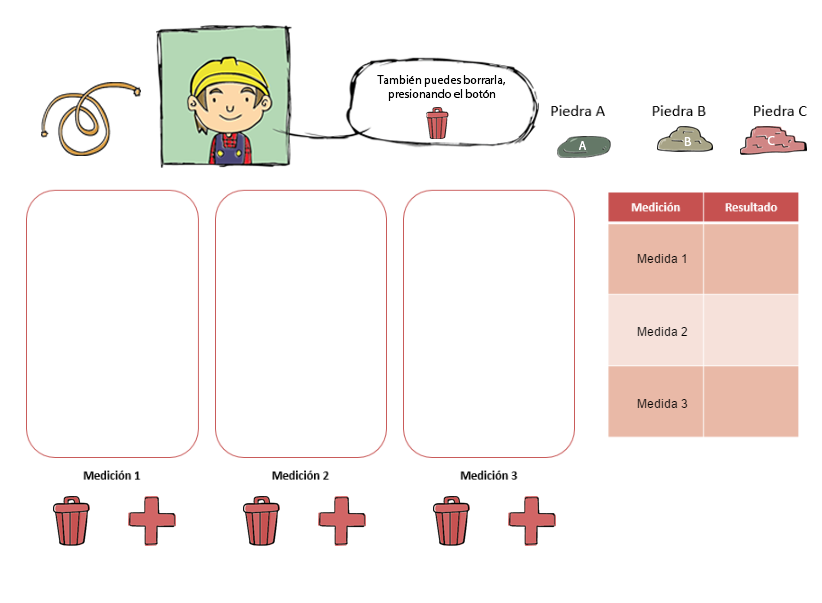 También puedes borrarla,
presionando el botón
Piedra A
Piedra B
Piedra C
A
B
C
Medición
Resultado
Medida 1
Medida 2
Medida 3
Medición 1
Medición 2
Medición 3